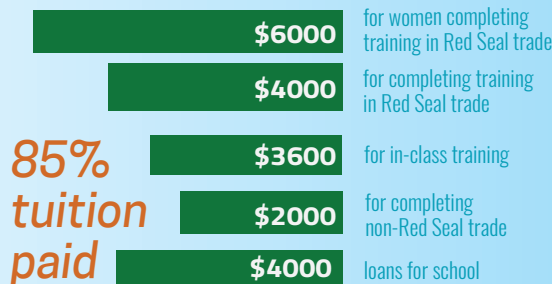 $6000 for women completing
training in Red Seal trade
$4000 for completing training
in Red Seal trade
85%
tuition
paid
$3600 for in-class training
$2000 for completing
non-Red Seal trade
$4000 loans for school